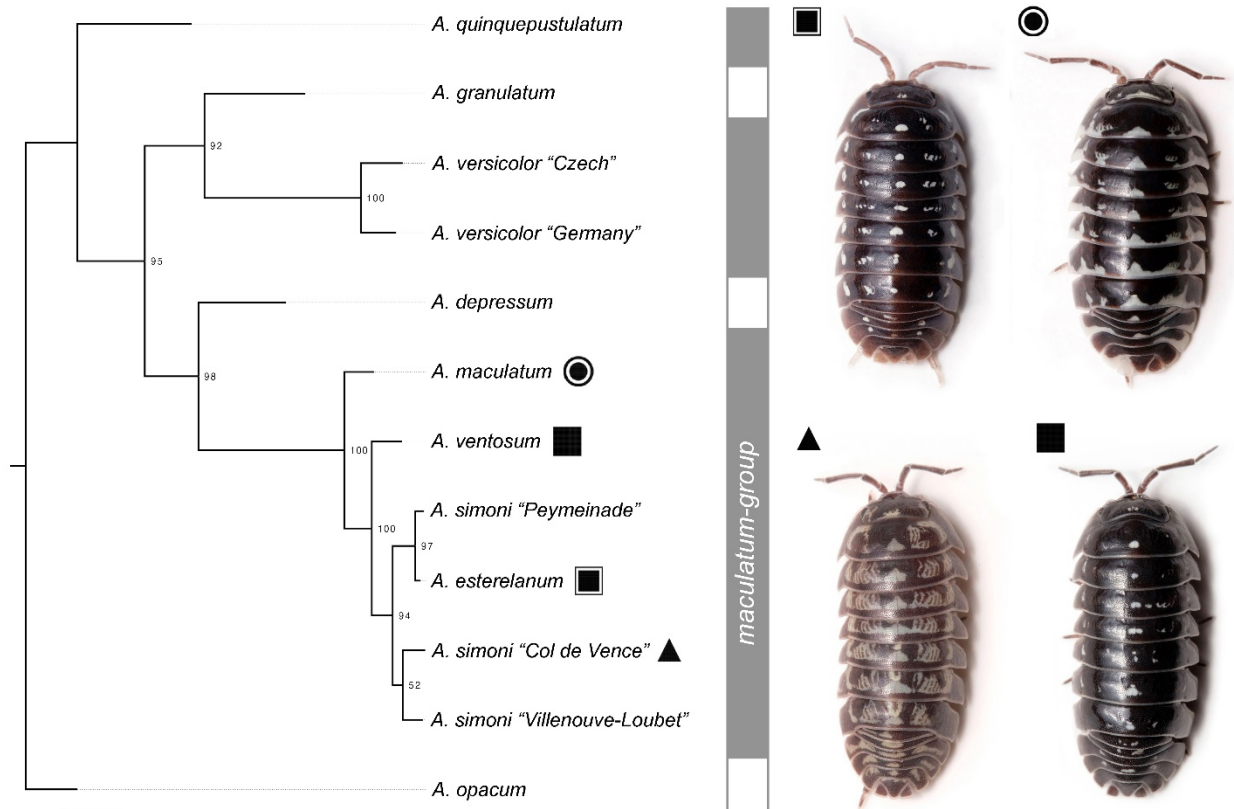 A. quinquepustulatum
A. granulatum
92
A. versicolor “Czech”
100
A. versicolor “Germany”
95
A. depressum
98
A. maculatum
100
A. ventosum
100
A. simoni “Peymeinade”
97
A. esterelanum
94
A. simoni “Col de Vence”
52
A. simoni “Villenouve-Loubet”
A. opacum
maculatum-group